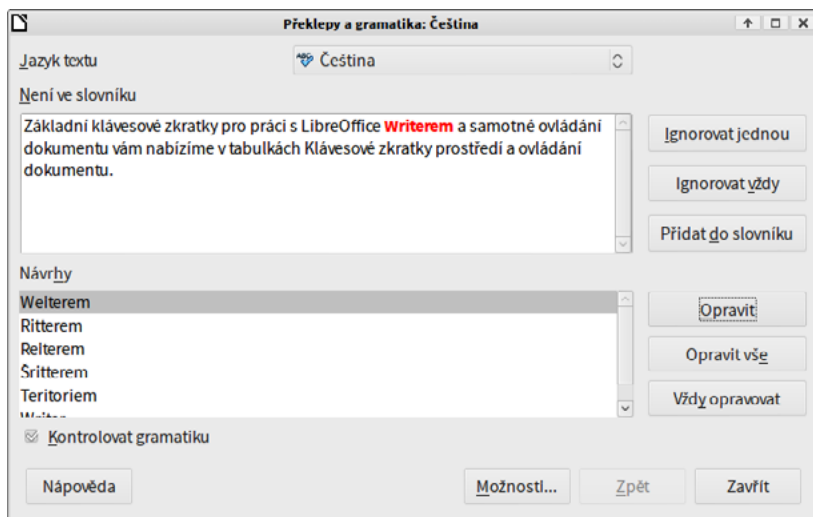 Překlepy a gramatika: Čeština
Jazyk textu
Čeština
Není ve slovníku
Základní klávesové zkratky pro práci s LibreOffice Writerem a samotné ovládání
dokumentu vám nabízíme v tabulkách Klávesové zkratky prostředí a ovládání
dokumentu.
Ignorovat jednou
Ignorovat vždy
Přidat do slovníku
Návrhy
Welterem
Ritterem
Reiterem
Šritterem
Teritoriem
Opravit
Opravit vše
Vždy opravovat
Kontrolovat gramatiku
Nápověda
Možnosti...
Zpět
Zavřít